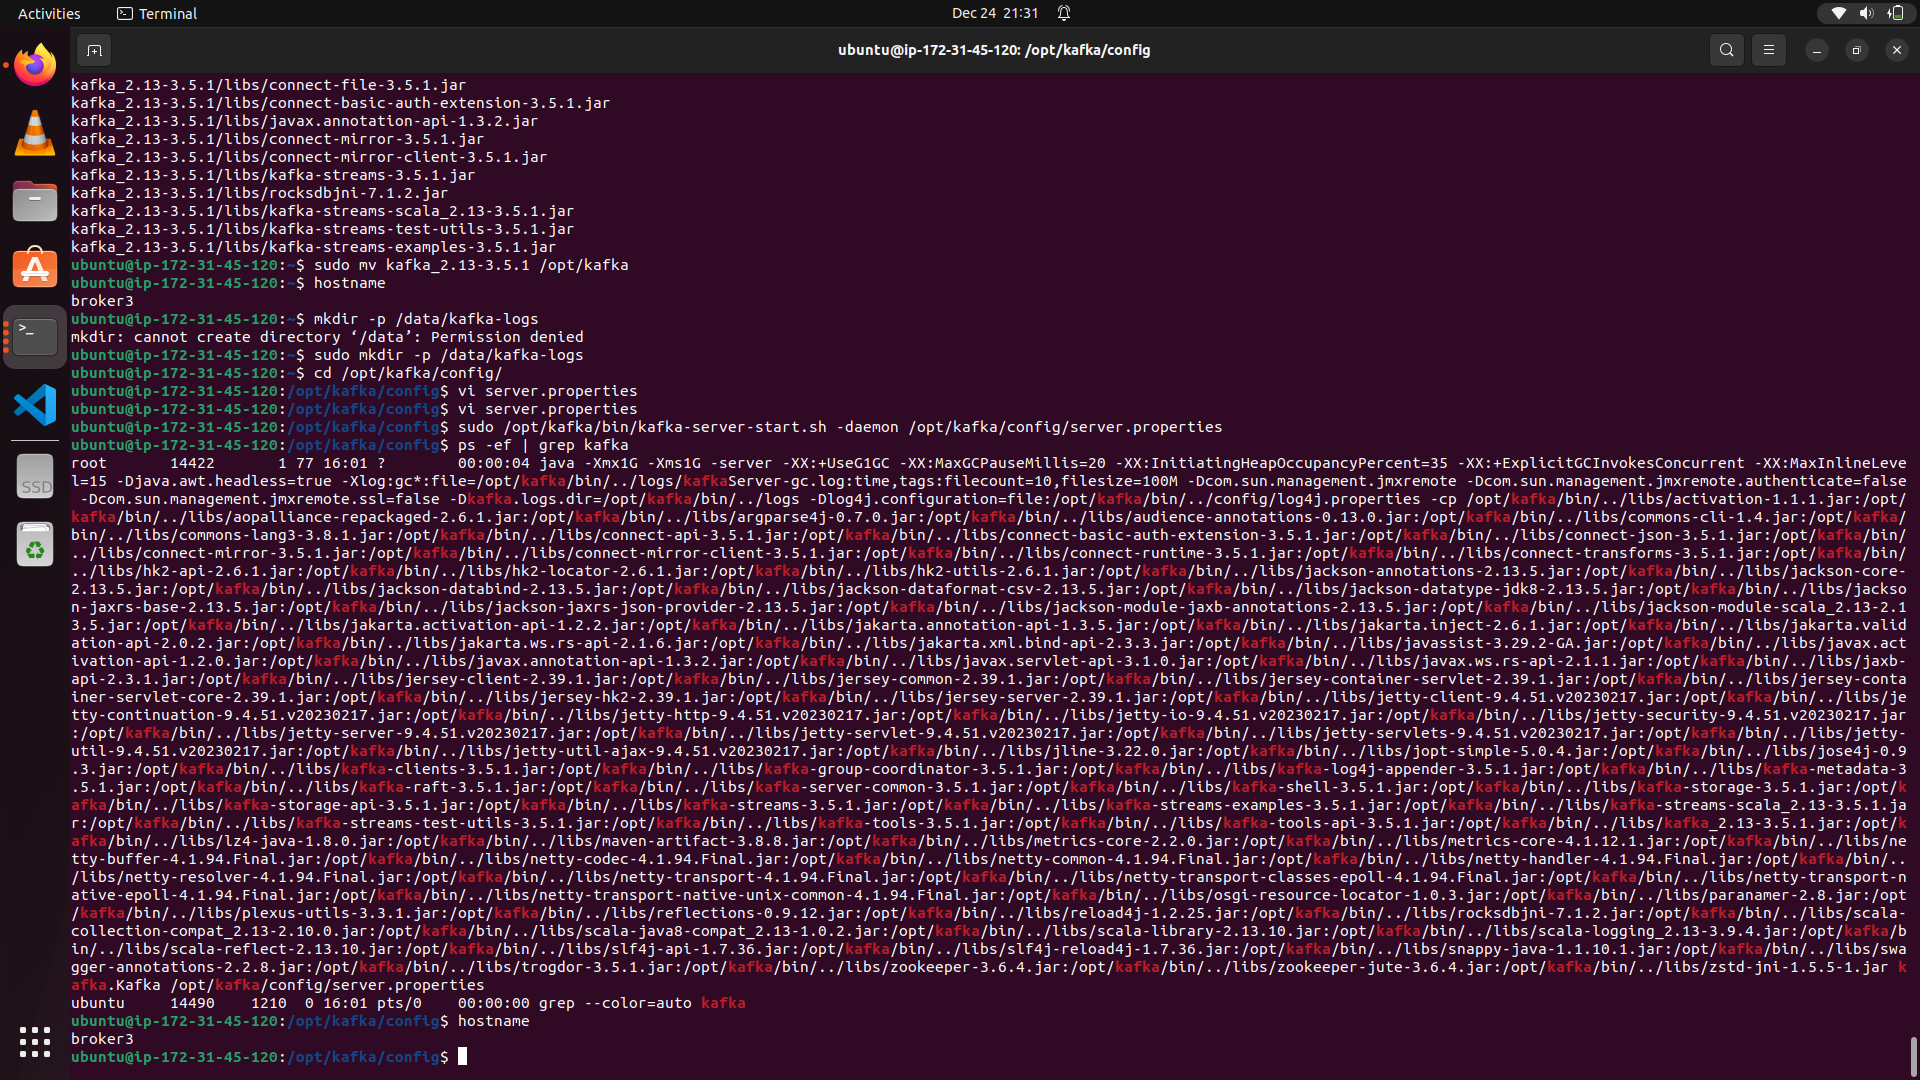 Activities
Terminal
Dec 24 21:31
ubuntu@ip-172-31-45-120: /opt/kafka/config
kafka_2.13-3.5.1/libs/connect-file-3.5.1.jar
kafka_2.13-3.5.1/libs/connect-basic-auth-extension-3.5.1.jar
kafka_2.13-3.5.1/libs/javax.annotation-api-1.3.2.jar
kafka_2.13-3.5.1/libs/connect-mirror-3.5.1.jar
kafka_2.13-3.5.1/libs/connect-mirror-client-3.5.1.jar
kafka_2.13-3.5.1/libs/kafka-streams-3.5.1.jar
kafka_2.13-3.5.1/libs/rocksdbjni-7.1.2.jar
kafka_2.13-3.5.1/libs/kafka-streams-scala_2.13-3.5.1.jar
kafka_2.13-3.5.1/libs/kafka-streams-test-utils-3.5.1.jar
kafka_2.13-3.5.1/libs/kafka-streams-examples-3.5.1.jar
ubuntu@ip-172-31-45-120:~$ sudo mv kafka_2.13-3.5.1 /opt/kafka
ubuntu@ip-172-31-45-120:~$ hostname
broker3
ubuntu@ip-172-31-45-120:~$ mkdir -p /data/kafka-logs
mkdir: cannot create directory ‘/data’: Permission denied
ubuntu@ip-172-31-45-120:~$ sudo mkdir -p /data/kafka-logs
ubuntu@ip-172-31-45-120:~$ cd /opt/kafka/config/
ubuntu@ip-172-31-45-120:/opt/kafka/config$ vi server.properties
ubuntu@ip-172-31-45-120:/opt/kafka/config$ vi server.properties
ubuntu@ip-172-31-45-120:/opt/kafka/config$ sudo /opt/kafka/bin/kafka-server-start.sh -daemon /opt/kafka/config/server.properties
ubuntu@ip-172-31-45-120:/opt/kafka/config$ ps -ef | grep kafka
root       14422       1 77 16:01 ?        00:00:04 java -Xmx1G -Xms1G -server -XX:+UseG1GC -XX:MaxGCPauseMillis=20 -XX:InitiatingHeapOccupancyPercent=35 -XX:+ExplicitGCInvokesConcurrent -XX:MaxInlineLeve
l=15 -Djava.awt.headless=true -Xlog:gc*:file=/opt/kafka/bin/../logs/kafkaServer-gc.log:time,tags:filecount=10,filesize=100M -Dcom.sun.management.jmxremote -Dcom.sun.management.jmxremote.authenticate=false
 -Dcom.sun.management.jmxremote.ssl=false -Dkafka.logs.dir=/opt/kafka/bin/../logs -Dlog4j.configuration=file:/opt/kafka/bin/../config/log4j.properties -cp /opt/kafka/bin/../libs/activation-1.1.1.jar:/opt/
kafka/bin/../libs/aopalliance-repackaged-2.6.1.jar:/opt/kafka/bin/../libs/argparse4j-0.7.0.jar:/opt/kafka/bin/../libs/audience-annotations-0.13.0.jar:/opt/kafka/bin/../libs/commons-cli-1.4.jar:/opt/kafka/
bin/../libs/commons-lang3-3.8.1.jar:/opt/kafka/bin/../libs/connect-api-3.5.1.jar:/opt/kafka/bin/../libs/connect-basic-auth-extension-3.5.1.jar:/opt/kafka/bin/../libs/connect-json-3.5.1.jar:/opt/kafka/bin/
../libs/connect-mirror-3.5.1.jar:/opt/kafka/bin/../libs/connect-mirror-client-3.5.1.jar:/opt/kafka/bin/../libs/connect-runtime-3.5.1.jar:/opt/kafka/bin/../libs/connect-transforms-3.5.1.jar:/opt/kafka/bin/
../libs/hk2-api-2.6.1.jar:/opt/kafka/bin/../libs/hk2-locator-2.6.1.jar:/opt/kafka/bin/../libs/hk2-utils-2.6.1.jar:/opt/kafka/bin/../libs/jackson-annotations-2.13.5.jar:/opt/kafka/bin/../libs/jackson-core-
2.13.5.jar:/opt/kafka/bin/../libs/jackson-databind-2.13.5.jar:/opt/kafka/bin/../libs/jackson-dataformat-csv-2.13.5.jar:/opt/kafka/bin/../libs/jackson-datatype-jdk8-2.13.5.jar:/opt/kafka/bin/../libs/jackso
n-jaxrs-base-2.13.5.jar:/opt/kafka/bin/../libs/jackson-jaxrs-json-provider-2.13.5.jar:/opt/kafka/bin/../libs/jackson-module-jaxb-annotations-2.13.5.jar:/opt/kafka/bin/../libs/jackson-module-scala_2.13-2.1
3.5.jar:/opt/kafka/bin/../libs/jakarta.activation-api-1.2.2.jar:/opt/kafka/bin/../libs/jakarta.annotation-api-1.3.5.jar:/opt/kafka/bin/../libs/jakarta.inject-2.6.1.jar:/opt/kafka/bin/../libs/jakarta.valid
ation-api-2.0.2.jar:/opt/kafka/bin/../libs/jakarta.ws.rs-api-2.1.6.jar:/opt/kafka/bin/../libs/jakarta.xml.bind-api-2.3.3.jar:/opt/kafka/bin/../libs/javassist-3.29.2-GA.jar:/opt/kafka/bin/../libs/javax.act
ivation-api-1.2.0.jar:/opt/kafka/bin/../libs/javax.annotation-api-1.3.2.jar:/opt/kafka/bin/../libs/javax.servlet-api-3.1.0.jar:/opt/kafka/bin/../libs/javax.ws.rs-api-2.1.1.jar:/opt/kafka/bin/../libs/jaxb-
api-2.3.1.jar:/opt/kafka/bin/../libs/jersey-client-2.39.1.jar:/opt/kafka/bin/../libs/jersey-common-2.39.1.jar:/opt/kafka/bin/../libs/jersey-container-servlet-2.39.1.jar:/opt/kafka/bin/../libs/jersey-conta
iner-servlet-core-2.39.1.jar:/opt/kafka/bin/../libs/jersey-hk2-2.39.1.jar:/opt/kafka/bin/../libs/jersey-server-2.39.1.jar:/opt/kafka/bin/../libs/jetty-client-9.4.51.v20230217.jar:/opt/kafka/bin/../libs/je
tty-continuation-9.4.51.v20230217.jar:/opt/kafka/bin/../libs/jetty-http-9.4.51.v20230217.jar:/opt/kafka/bin/../libs/jetty-io-9.4.51.v20230217.jar:/opt/kafka/bin/../libs/jetty-security-9.4.51.v20230217.jar
:/opt/kafka/bin/../libs/jetty-server-9.4.51.v20230217.jar:/opt/kafka/bin/../libs/jetty-servlet-9.4.51.v20230217.jar:/opt/kafka/bin/../libs/jetty-servlets-9.4.51.v20230217.jar:/opt/kafka/bin/../libs/jetty-
util-9.4.51.v20230217.jar:/opt/kafka/bin/../libs/jetty-util-ajax-9.4.51.v20230217.jar:/opt/kafka/bin/../libs/jline-3.22.0.jar:/opt/kafka/bin/../libs/jopt-simple-5.0.4.jar:/opt/kafka/bin/../libs/jose4j-0.9
.3.jar:/opt/kafka/bin/../libs/kafka-clients-3.5.1.jar:/opt/kafka/bin/../libs/kafka-group-coordinator-3.5.1.jar:/opt/kafka/bin/../libs/kafka-log4j-appender-3.5.1.jar:/opt/kafka/bin/../libs/kafka-metadata-3
.5.1.jar:/opt/kafka/bin/../libs/kafka-raft-3.5.1.jar:/opt/kafka/bin/../libs/kafka-server-common-3.5.1.jar:/opt/kafka/bin/../libs/kafka-shell-3.5.1.jar:/opt/kafka/bin/../libs/kafka-storage-3.5.1.jar:/opt/k
afka/bin/../libs/kafka-storage-api-3.5.1.jar:/opt/kafka/bin/../libs/kafka-streams-3.5.1.jar:/opt/kafka/bin/../libs/kafka-streams-examples-3.5.1.jar:/opt/kafka/bin/../libs/kafka-streams-scala_2.13-3.5.1.ja
r:/opt/kafka/bin/../libs/kafka-streams-test-utils-3.5.1.jar:/opt/kafka/bin/../libs/kafka-tools-3.5.1.jar:/opt/kafka/bin/../libs/kafka-tools-api-3.5.1.jar:/opt/kafka/bin/../libs/kafka_2.13-3.5.1.jar:/opt/k
afka/bin/../libs/lz4-java-1.8.0.jar:/opt/kafka/bin/../libs/maven-artifact-3.8.8.jar:/opt/kafka/bin/../libs/metrics-core-2.2.0.jar:/opt/kafka/bin/../libs/metrics-core-4.1.12.1.jar:/opt/kafka/bin/../libs/ne
tty-buffer-4.1.94.Final.jar:/opt/kafka/bin/../libs/netty-codec-4.1.94.Final.jar:/opt/kafka/bin/../libs/netty-common-4.1.94.Final.jar:/opt/kafka/bin/../libs/netty-handler-4.1.94.Final.jar:/opt/kafka/bin/..
/libs/netty-resolver-4.1.94.Final.jar:/opt/kafka/bin/../libs/netty-transport-4.1.94.Final.jar:/opt/kafka/bin/../libs/netty-transport-classes-epoll-4.1.94.Final.jar:/opt/kafka/bin/../libs/netty-transport-n
ative-epoll-4.1.94.Final.jar:/opt/kafka/bin/../libs/netty-transport-native-unix-common-4.1.94.Final.jar:/opt/kafka/bin/../libs/osgi-resource-locator-1.0.3.jar:/opt/kafka/bin/../libs/paranamer-2.8.jar:/opt
/kafka/bin/../libs/plexus-utils-3.3.1.jar:/opt/kafka/bin/../libs/reflections-0.9.12.jar:/opt/kafka/bin/../libs/reload4j-1.2.25.jar:/opt/kafka/bin/../libs/rocksdbjni-7.1.2.jar:/opt/kafka/bin/../libs/scala-
collection-compat_2.13-2.10.0.jar:/opt/kafka/bin/../libs/scala-java8-compat_2.13-1.0.2.jar:/opt/kafka/bin/../libs/scala-library-2.13.10.jar:/opt/kafka/bin/../libs/scala-logging_2.13-3.9.4.jar:/opt/kafka/b
in/../libs/scala-reflect-2.13.10.jar:/opt/kafka/bin/../libs/slf4j-api-1.7.36.jar:/opt/kafka/bin/../libs/slf4j-reload4j-1.7.36.jar:/opt/kafka/bin/../libs/snappy-java-1.1.10.1.jar:/opt/kafka/bin/../libs/swa
gger-annotations-2.2.8.jar:/opt/kafka/bin/../libs/trogdor-3.5.1.jar:/opt/kafka/bin/../libs/zookeeper-3.6.4.jar:/opt/kafka/bin/../libs/zookeeper-jute-3.6.4.jar:/opt/kafka/bin/../libs/zstd-jni-1.5.5-1.jar k
afka.Kafka /opt/kafka/config/server.properties
ubuntu     14490    1210  0 16:01 pts/0    00:00:00 grep --color=auto kafka
ubuntu@ip-172-31-45-120:/opt/kafka/config$ hostname
broker3
ubuntu@ip-172-31-45-120:/opt/kafka/config$
SSD